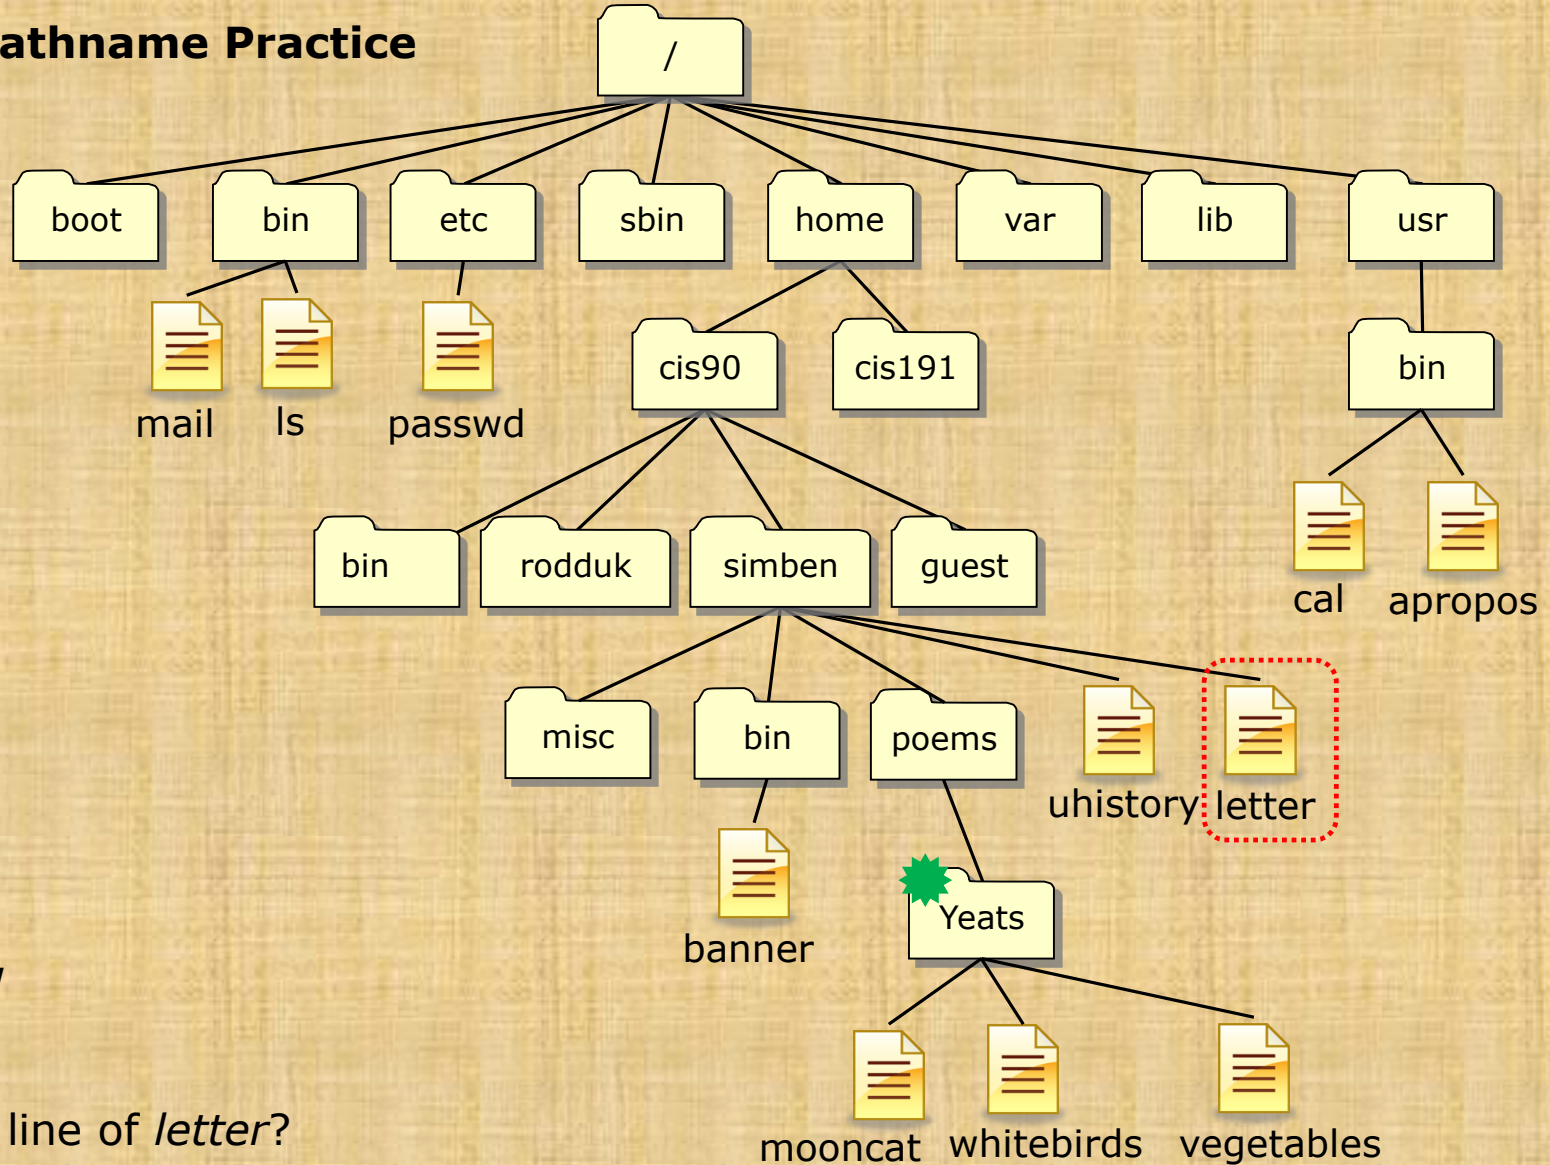 athname Practice
/
boot bin etc sbin home var lib usr
mail ls passwd
cis90 cis191 bin
bin rodduk simben guest
cal apropos
misc bin poems
uhistory letter
banner
Yeats
mooncat whitebirds vegetables
line of letter?